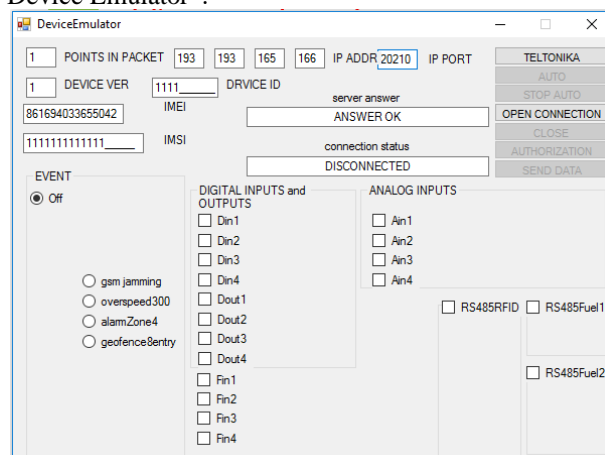 Device Emulator".
DeviceEmulator
1 POINTS IN PACKET 193 193 165 166 IP ADDR 20210 IP PORT TELTONIKA
AUTO
1 DEVICE VER 1111______ DRVICE ID
STOP AUTO
server answer
861694033655042 IMEI ANSWER OK OPEN CONNECTION
CLOSE
1111111111111_____ IMSI connection status AUTHORIZATION
DISCONNECTED SEND DATA
EVENT
Off
gsm jamming
overspeed300
alarmZone4
geofence8entry
DIGITAL INPUTS and
OUTPUTS
Din1
Din2
Din3
Din4
Dout1
Dout2
Dout3
Dout4
Fin1
Fin2
Fin3
Fin4
ANALOG INPUTS
Ain1
Ain2
Ain3
Ain4
RS485RFID
RS485Fuel1
RS485Fuel2